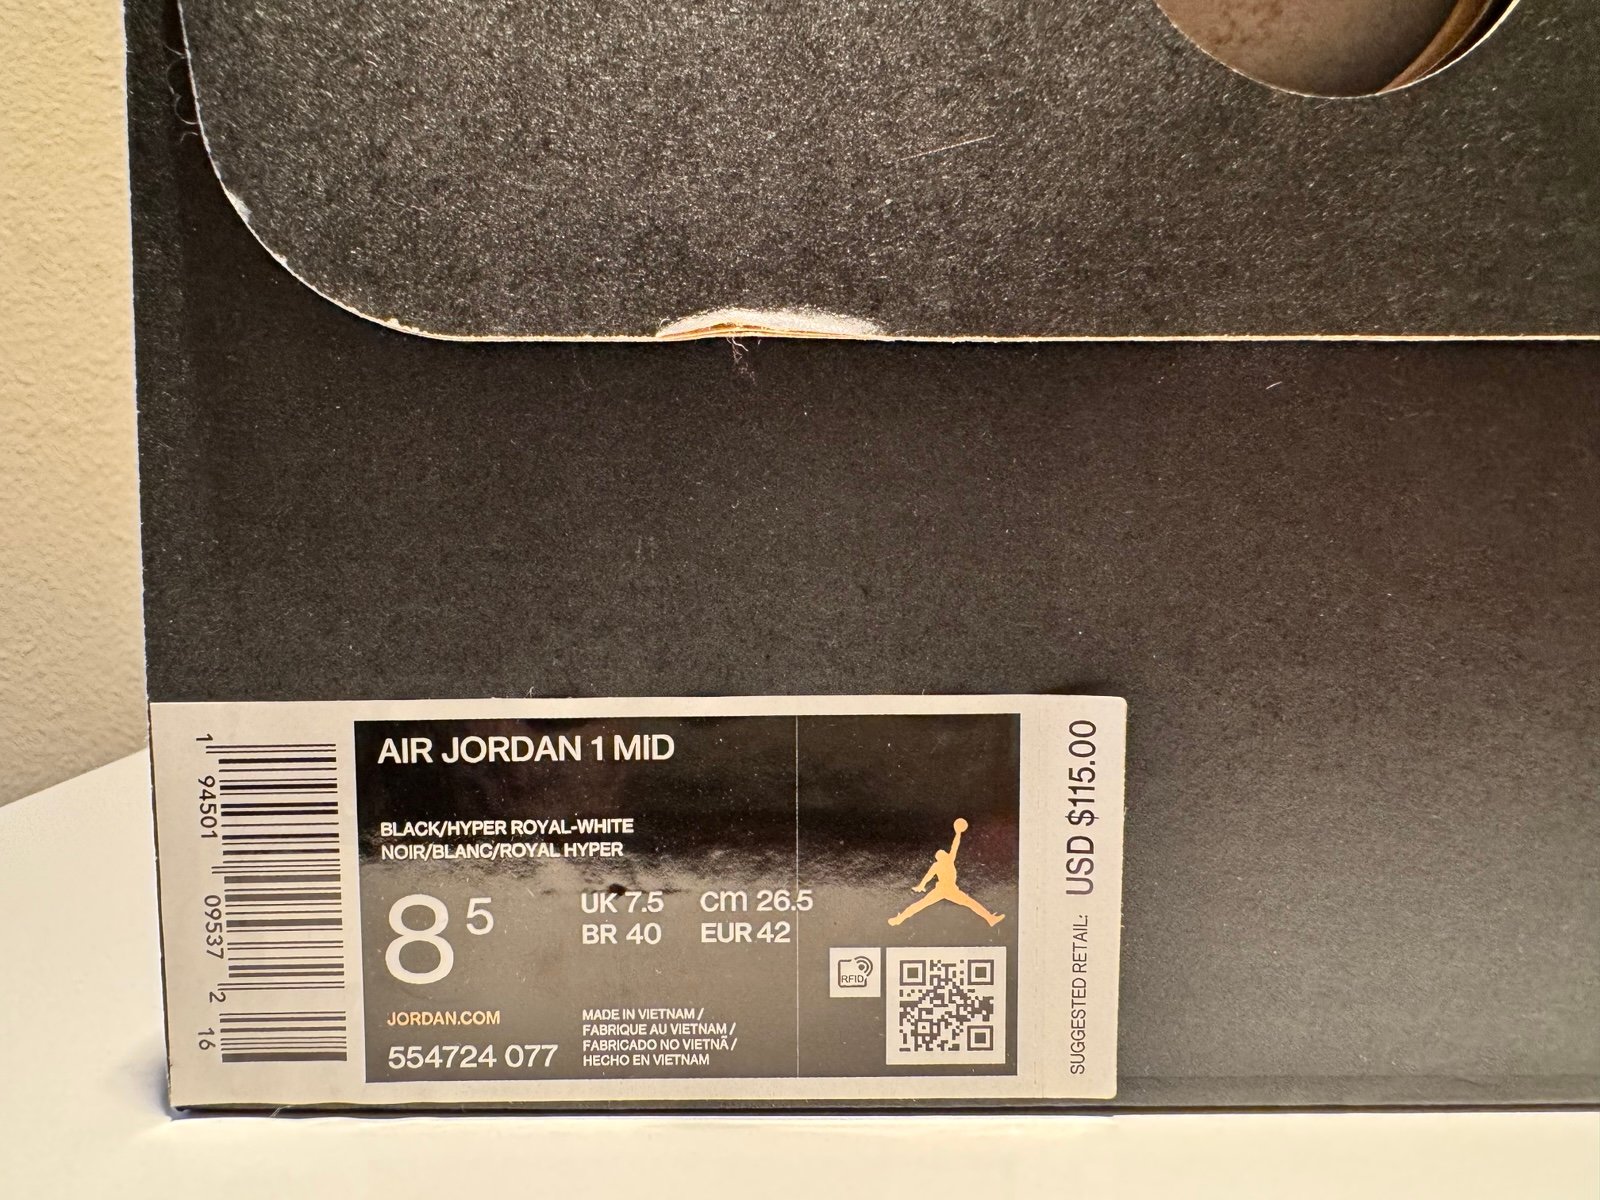 AIR JORDAN 1 MID
BLACK/HYPER ROYAL-WHITE
NOIR/BLANC/ROYAL HYPER
8 5
UK 7.5 cm 26.5
BR 40 EUR 42
JORDAN.COM
554724 077
MADE IN VIETNAM /
FABRIQUE AU VIETNAM /
FABRICADO NO VIETNÃ /
HECHO EN VIETNAM
RFID
SUGGESTED RETAIL: USD $115.00
1 94501 09537 2 16